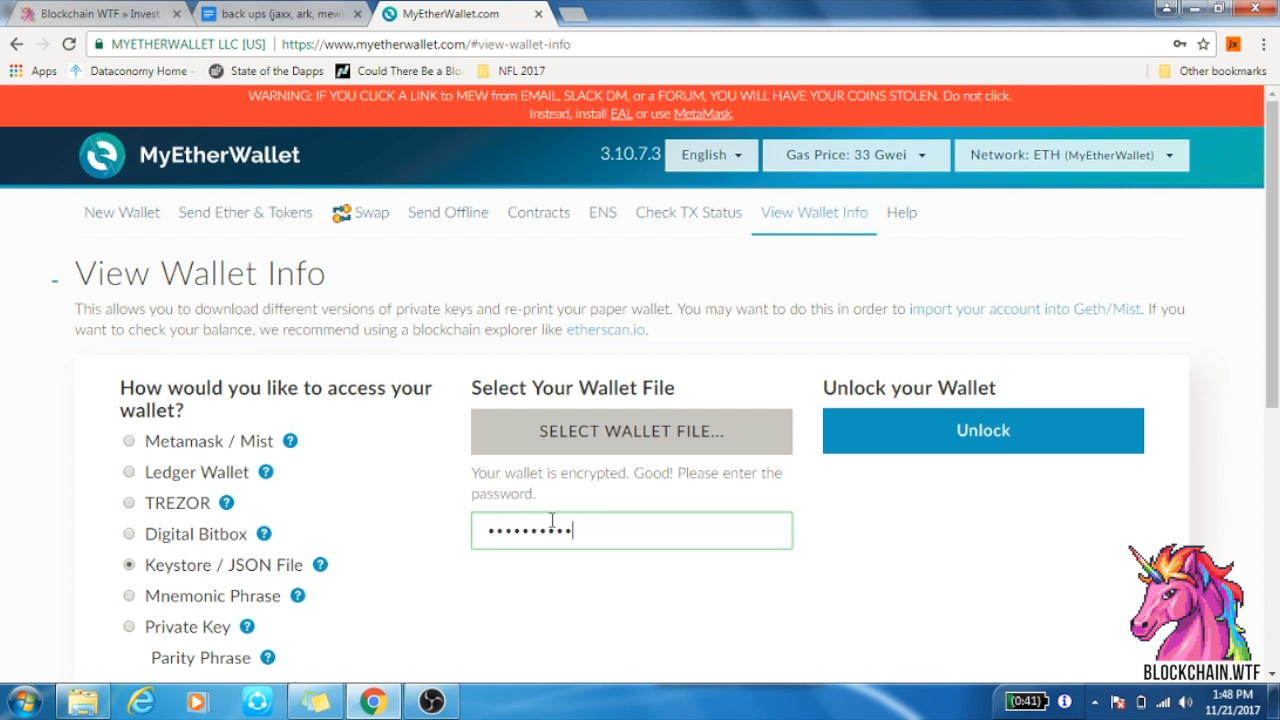 Blockchain WTF » Invest
back ups (jaxx, ark, mew)
MyEtherWallet.com
MYETHERWALLET LLC [US]
https://www.myetherwallet.com/#view-wallet-info
Jx
Apps
Dataconomy Home
State of the Dapps
Could There Be a Blo
NFL 2017
Other bookmarks
WARNING: IF YOU CLICK A LINK to MEW from EMAIL, SLACK DM, or a FORUM, YOU WILL HAVE YOUR COINS STOLEN. Do not click.
Instead, install EAL or use MetaMask.
MyEtherWallet
3.10.7.3
English
Gas Price: 33 Gwei
Network: ETH (MyEtherWallet)
New Wallet
Send Ether & Tokens
Swap
Send Offline
Contracts
ENS
Check TX Status
View Wallet Info
Help
View Wallet Info
This allows you to download different versions of private keys and re-print your paper wallet. You may want to do this in order to import your account into Geth/Mist. If you
want to check your balance, we recommend using a blockchain explorer like etherscan.io.
How would you like to access your
wallet?
Metamask / Mist ?
Ledger Wallet ?
TREZOR ?
Digital Bitbox ?
Keystore / JSON File ?
Mnemonic Phrase ?
Private Key ?
Parity Phrase ?
Select Your Wallet File
SELECT WALLET FILE...
Your wallet is encrypted. Good! Please enter the
password.
••••••••••
Unlock your Wallet
Unlock
BLOCKCHAIN.WTF
(0:41)
1:48 PM
11/21/2017